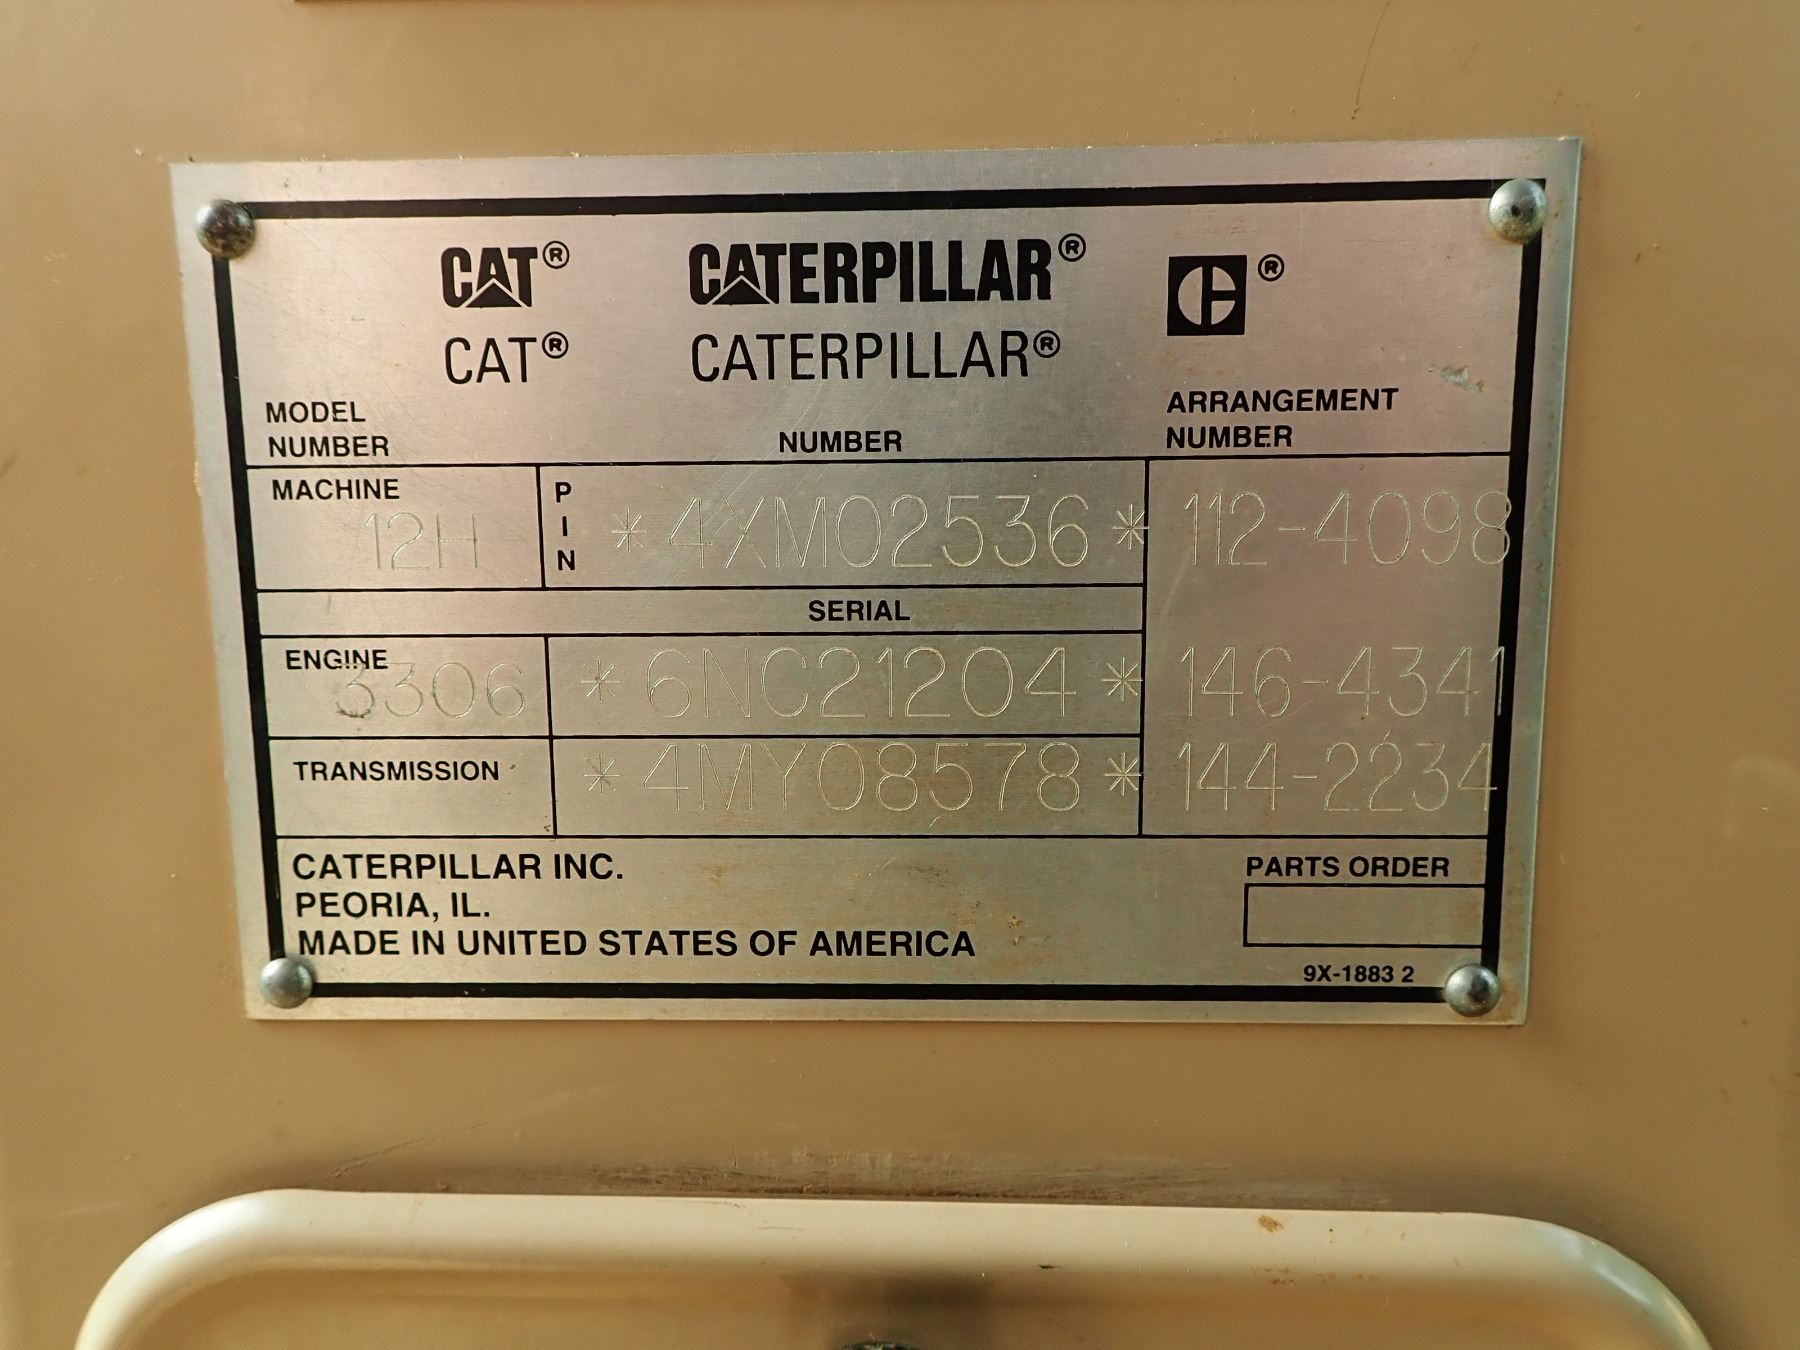 CAT® CATERPILLAR® ®
CAT® CATERPILLAR®
MODEL NUMBER NUMBER ARRANGEMENT NUMBER
MACHINE 12H PIN *4XM02536* 112-4098
SERIAL
ENGINE 3306 *6NC21204* 146-4341
TRANSMISSION *4MY08578* 144-2234
CATERPILLAR INC.
PEORIA, IL.
MADE IN UNITED STATES OF AMERICA
PARTS ORDER
9X-1883 2